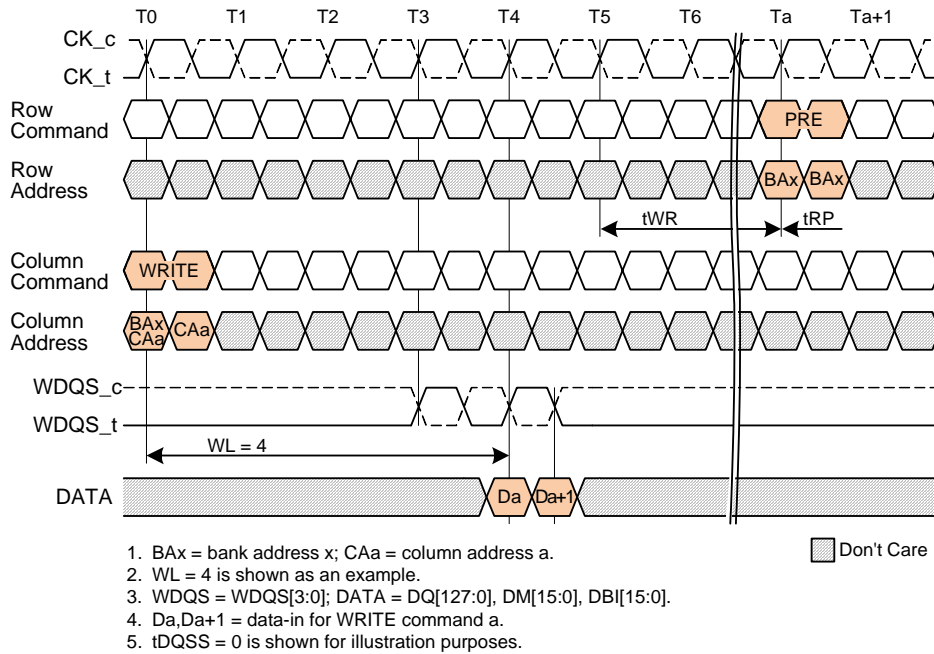 T0 T1 T2 T3 T4 T5 T6 Ta Ta+1
CK_c
CK_t
Row
Command
PRE
Row
Address
BAx BAx
tWR tRP
Column
Command
WRITE
Column
Address
BAx
CAa
CAa
WDQS_c
WDQS_t
WL = 4
DATA
Da Da+1
Don't Care
1. BAx = bank address x; CAa = column address a.
2. WL = 4 is shown as an example.
3. WDQS = WDQS[3:0]; DATA = DQ[127:0], DM[15:0], DBI[15:0].
4. Da,Da+1 = data-in for WRITE command a.
5. tDQSS = 0 is shown for illustration purposes.